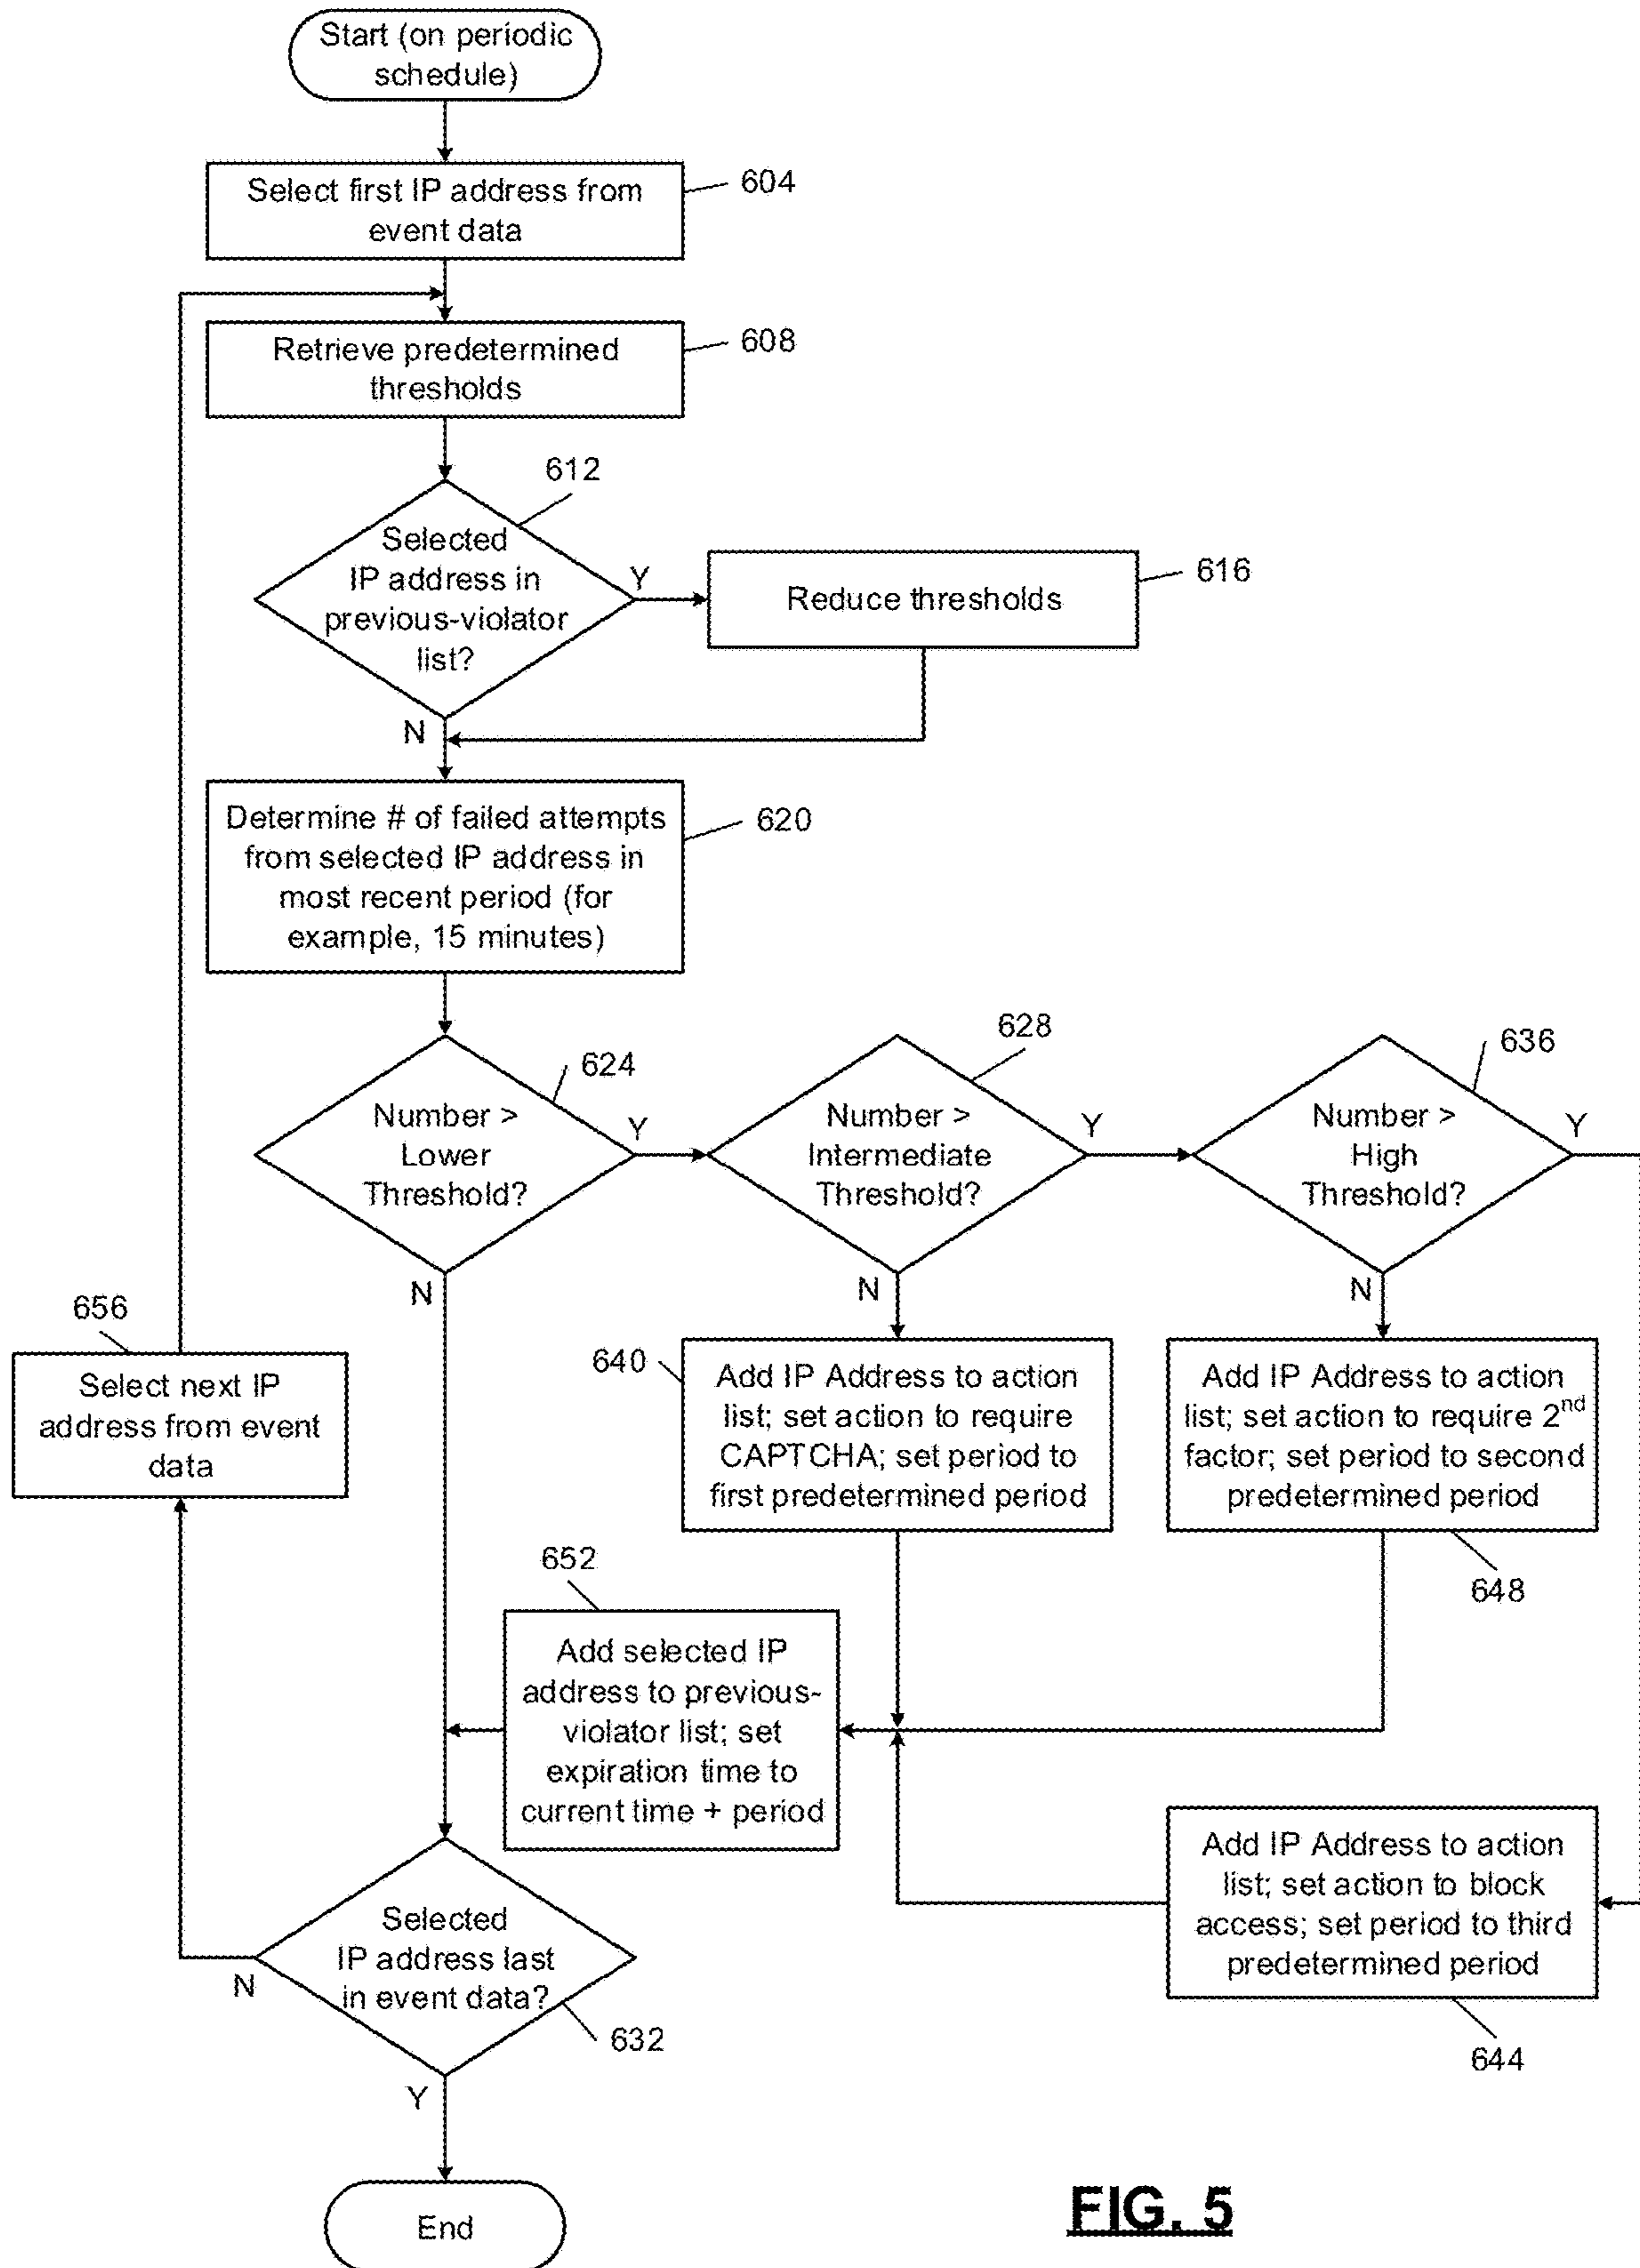 Start (on periodic
schedule)
Select first IP address from
event data
604
Retrieve predetermined
thresholds
608
612
Selected
IP address in
previous-violator
list?
Y
Reduce thresholds
616
N
Determine # of failed attempts
from selected IP address in
most recent period (for
example, 15 minutes)
620
624
Number >
Lower
Threshold?
Y
N
628
Number >
Intermediate
Threshold?
Y
N
636
Number >
High
Threshold?
Y
N
656
Select next IP
address from event
data
640
Add IP Address to action
list; set action to require
CAPTCHA; set period to
first predetermined period
Add IP Address to action
list; set action to require 2nd
factor; set period to second
predetermined period
648
652
Add selected IP
address to previous-
violator list; set
expiration time to
current time + period
Add IP Address to action
list; set action to block
access; set period to third
predetermined period
644
Selected
IP address last
in event data?
N
632
Y
End
FIG. 5